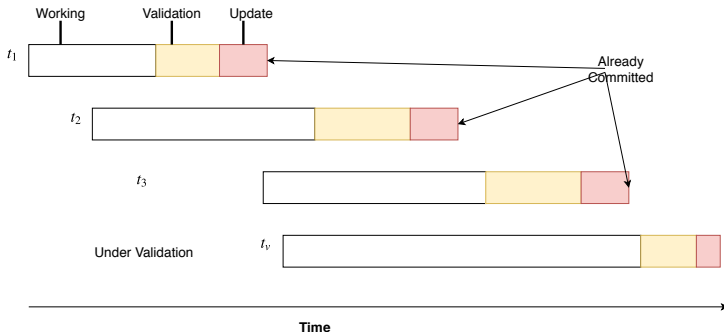 Working Validation Update
t₁
Already
Committed
t₂
t₃
Under Validation
tᵥ
Time